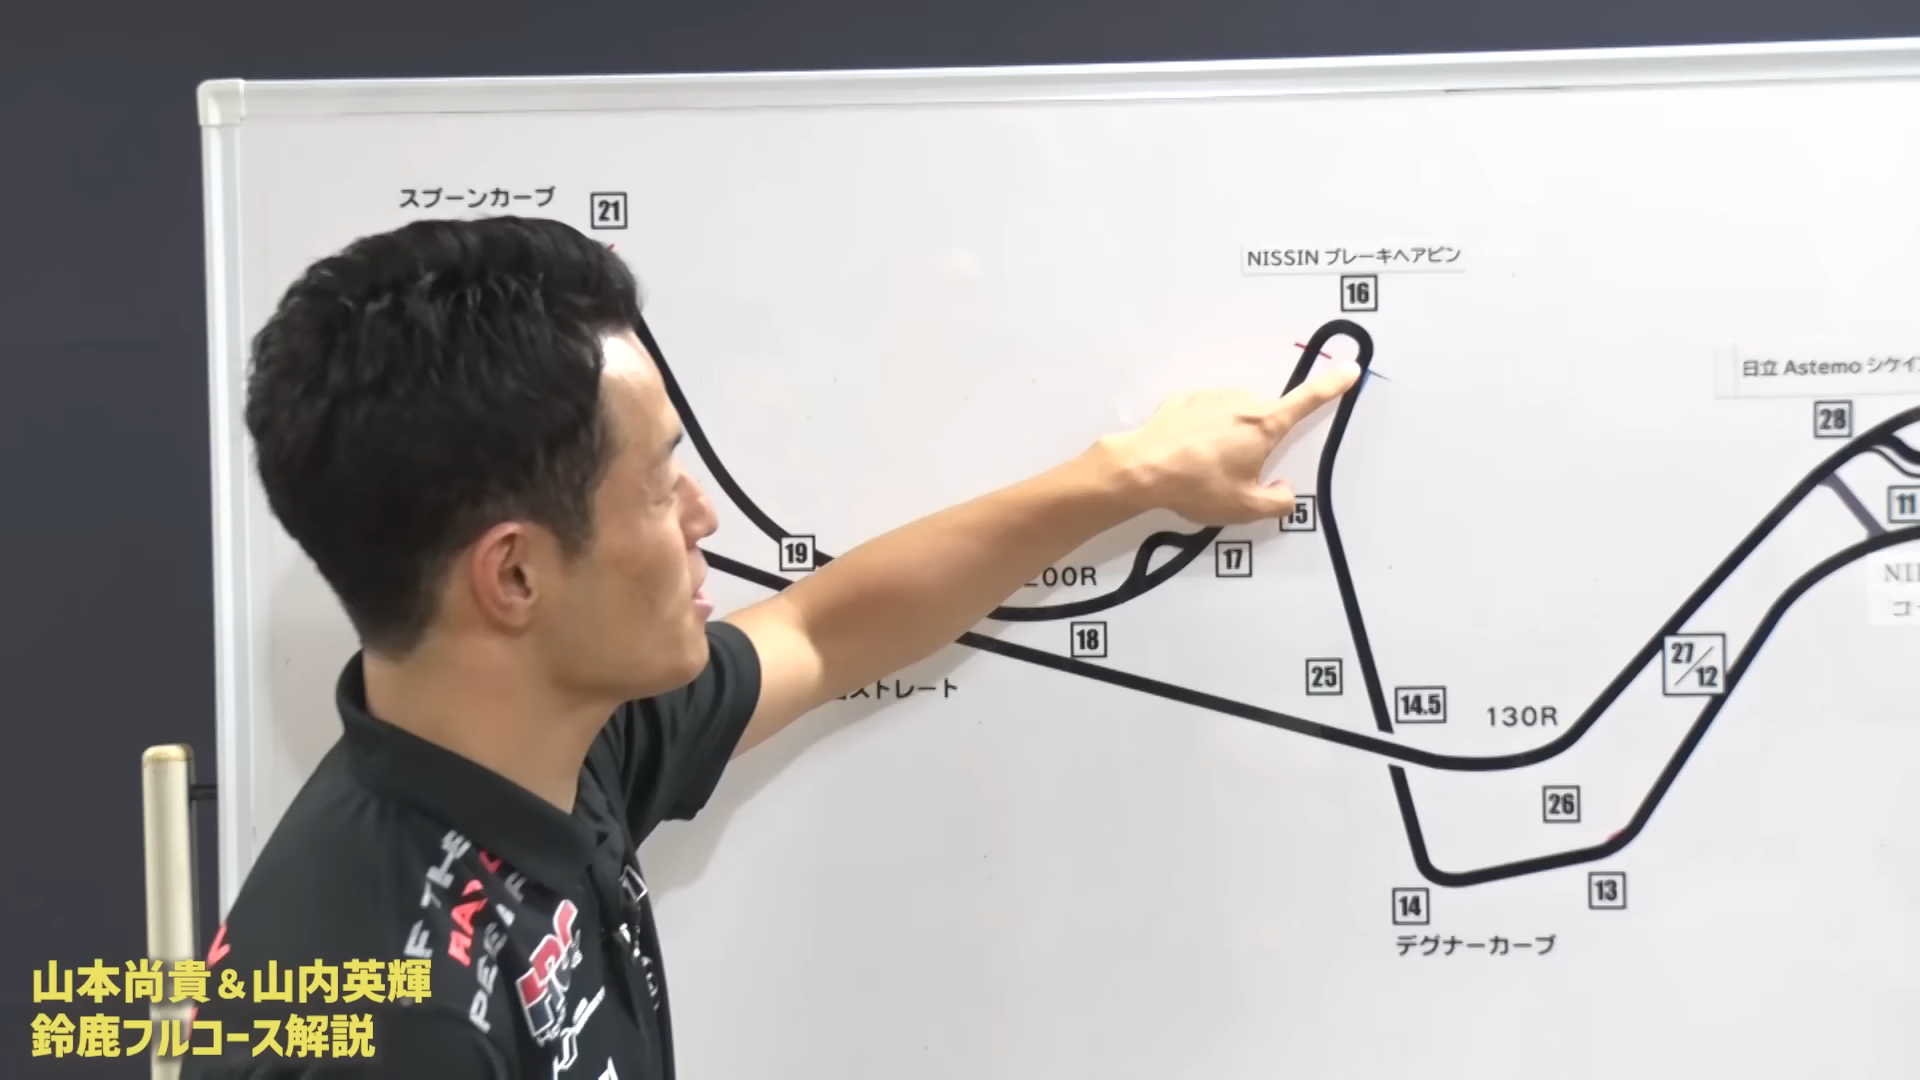 スプーンカーブ
21
NISSIN ブレーキヘアピン
16
日立 Astemo シケイ
28
11
15
19
17
200R
18
ストレート
25
14.5
130R
27/12
26
13
14
デグナーカーブ
山本尚貴&山内英輝
鈴鹿フルコース解説